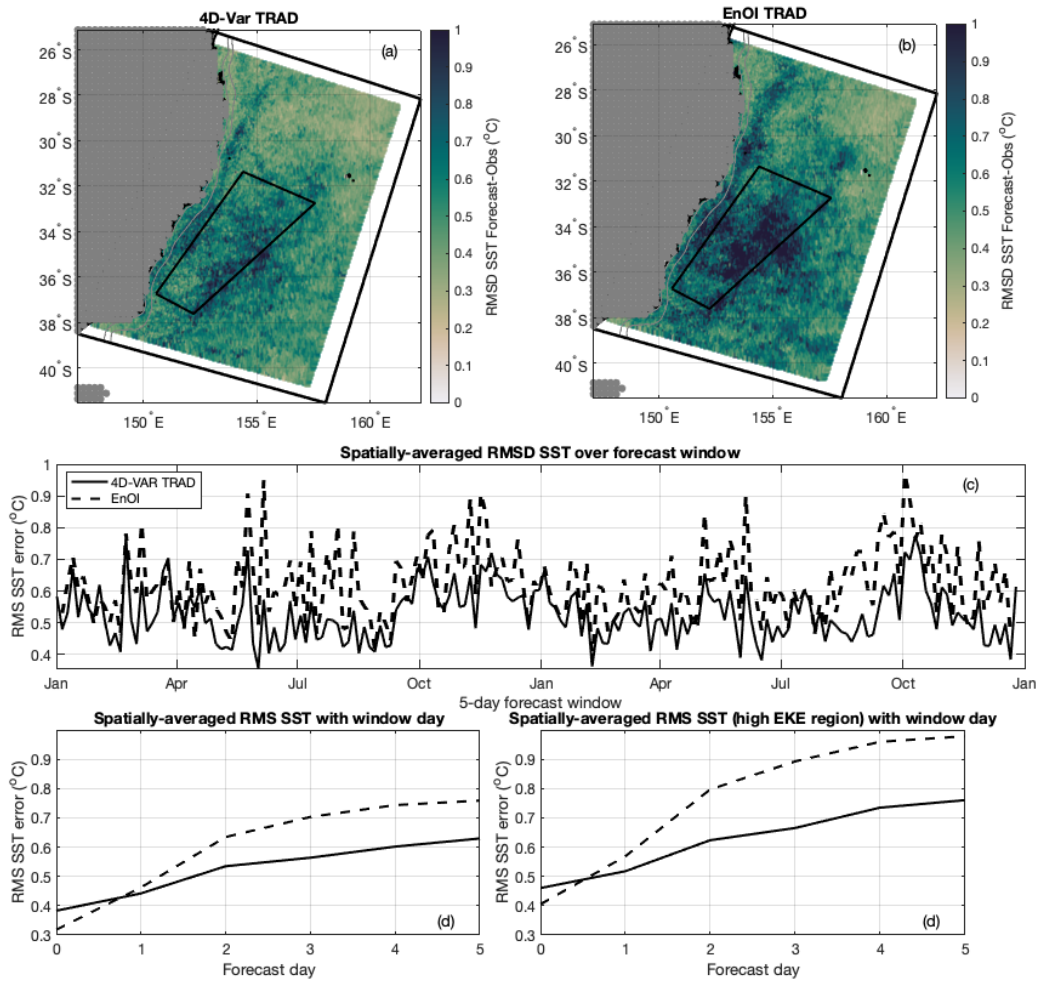 4D-Var TRAD
(a)
26°S
28°S
30°S
32°S
34°S
36°S
38°S
40°S
150°E
155°E
160°E
1
0.9
0.8
0.7
0.6
0.5
0.4
0.3
0.2
0.1
0
RMSD SST Forecast-Obs (°C)
EnOI TRAD
(b)
26°S
28°S
30°S
32°S
34°S
36°S
38°S
40°S
150°E
155°E
160°E
1
0.9
0.8
0.7
0.6
0.5
0.4
0.3
0.2
0.1
0
RMSD SST Forecast-Obs (°C)
Spatially-averaged RMSD SST over forecast window
4D-VAR TRAD
EnOI
(c)
RMS SST error (°C)
1
0.9
0.8
0.7
0.6
0.5
0.4
Jan
Apr
Jul
Oct
Jan
Apr
Jul
Oct
Jan
5-day forecast window
Spatially-averaged RMS SST with window day
RMS SST error (°C)
0.9
0.8
0.7
0.6
0.5
0.4
0.3
0
1
2
3
4
5
(d)
Forecast day
Spatially-averaged RMS SST (high EKE region) with window day
RMS SST error (°C)
0.9
0.8
0.7
0.6
0.5
0.4
0.3
0
1
2
3
4
5
(d)
Forecast day